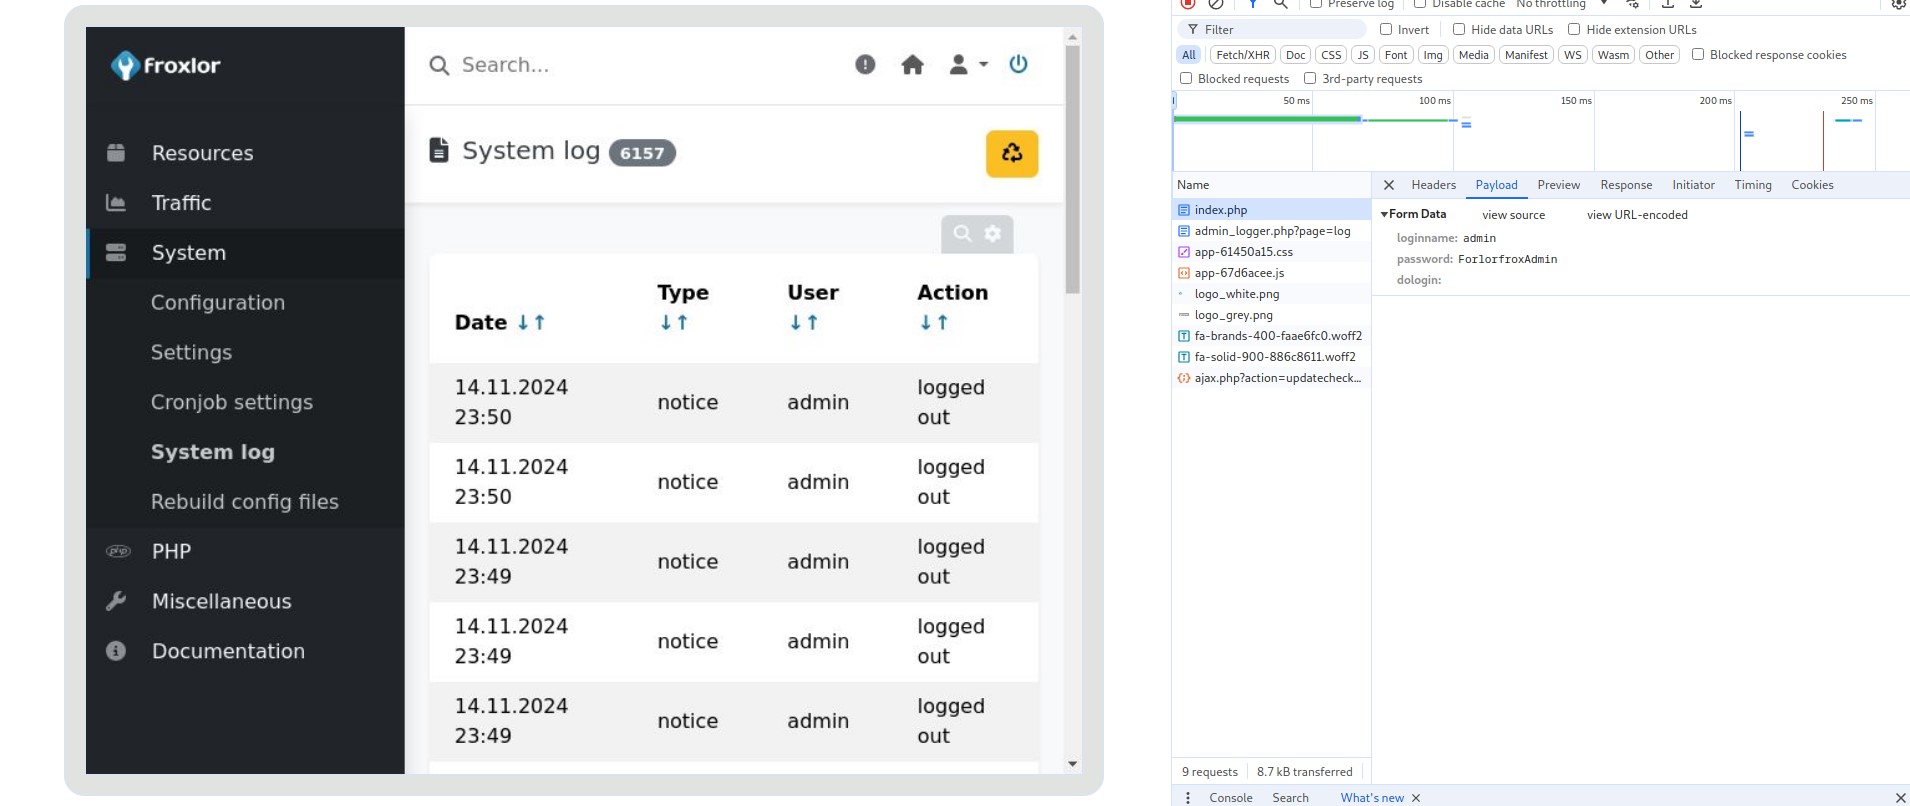 froxlor
Search...
Resources
Traffic
System
Configuration
Settings
Cronjob settings
System log
Rebuild config files
php
PHP
Miscellaneous
Documentation
System log 6157
Date Type User Action
14.11.2024 23:50 notice admin logged out
14.11.2024 23:50 notice admin logged out
14.11.2024 23:49 notice admin logged out
14.11.2024 23:49 notice admin logged out
14.11.2024 23:49 notice admin logged out
Preserve log Disable cache No throttling
Filter Invert Hide data URLs Hide extension URLs
All Fetch/XHR Doc CSS JS Font Img Media Manifest WS Wasm Other Blocked response cookies
Blocked requests 3rd-party requests
50 ms 100 ms 150 ms 200 ms 250 ms
Name Headers Payload Preview Response Initiator Timing Cookies
index.php
admin_logger.php?page=log
app-61450a15.css
app-67d6acee.js
logo_white.png
logo_grey.png
fa-brands-400-faae6fc0.woff2
fa-solid-900-886c8611.woff2
ajax.php?action=updatecheck...
Form Data view source view URL-encoded
loginname: admin
password: ForlorfroxAdmin
dologin:
9 requests 8.7 kB transferred
Console Search What's new